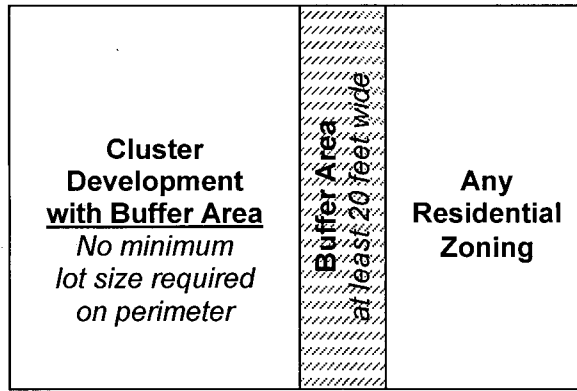 Cluster
Development
with Buffer Area
No minimum
lot size required
on perimeter
Buffer Area
at least 20 feet wide
Any
Residential
Zoning